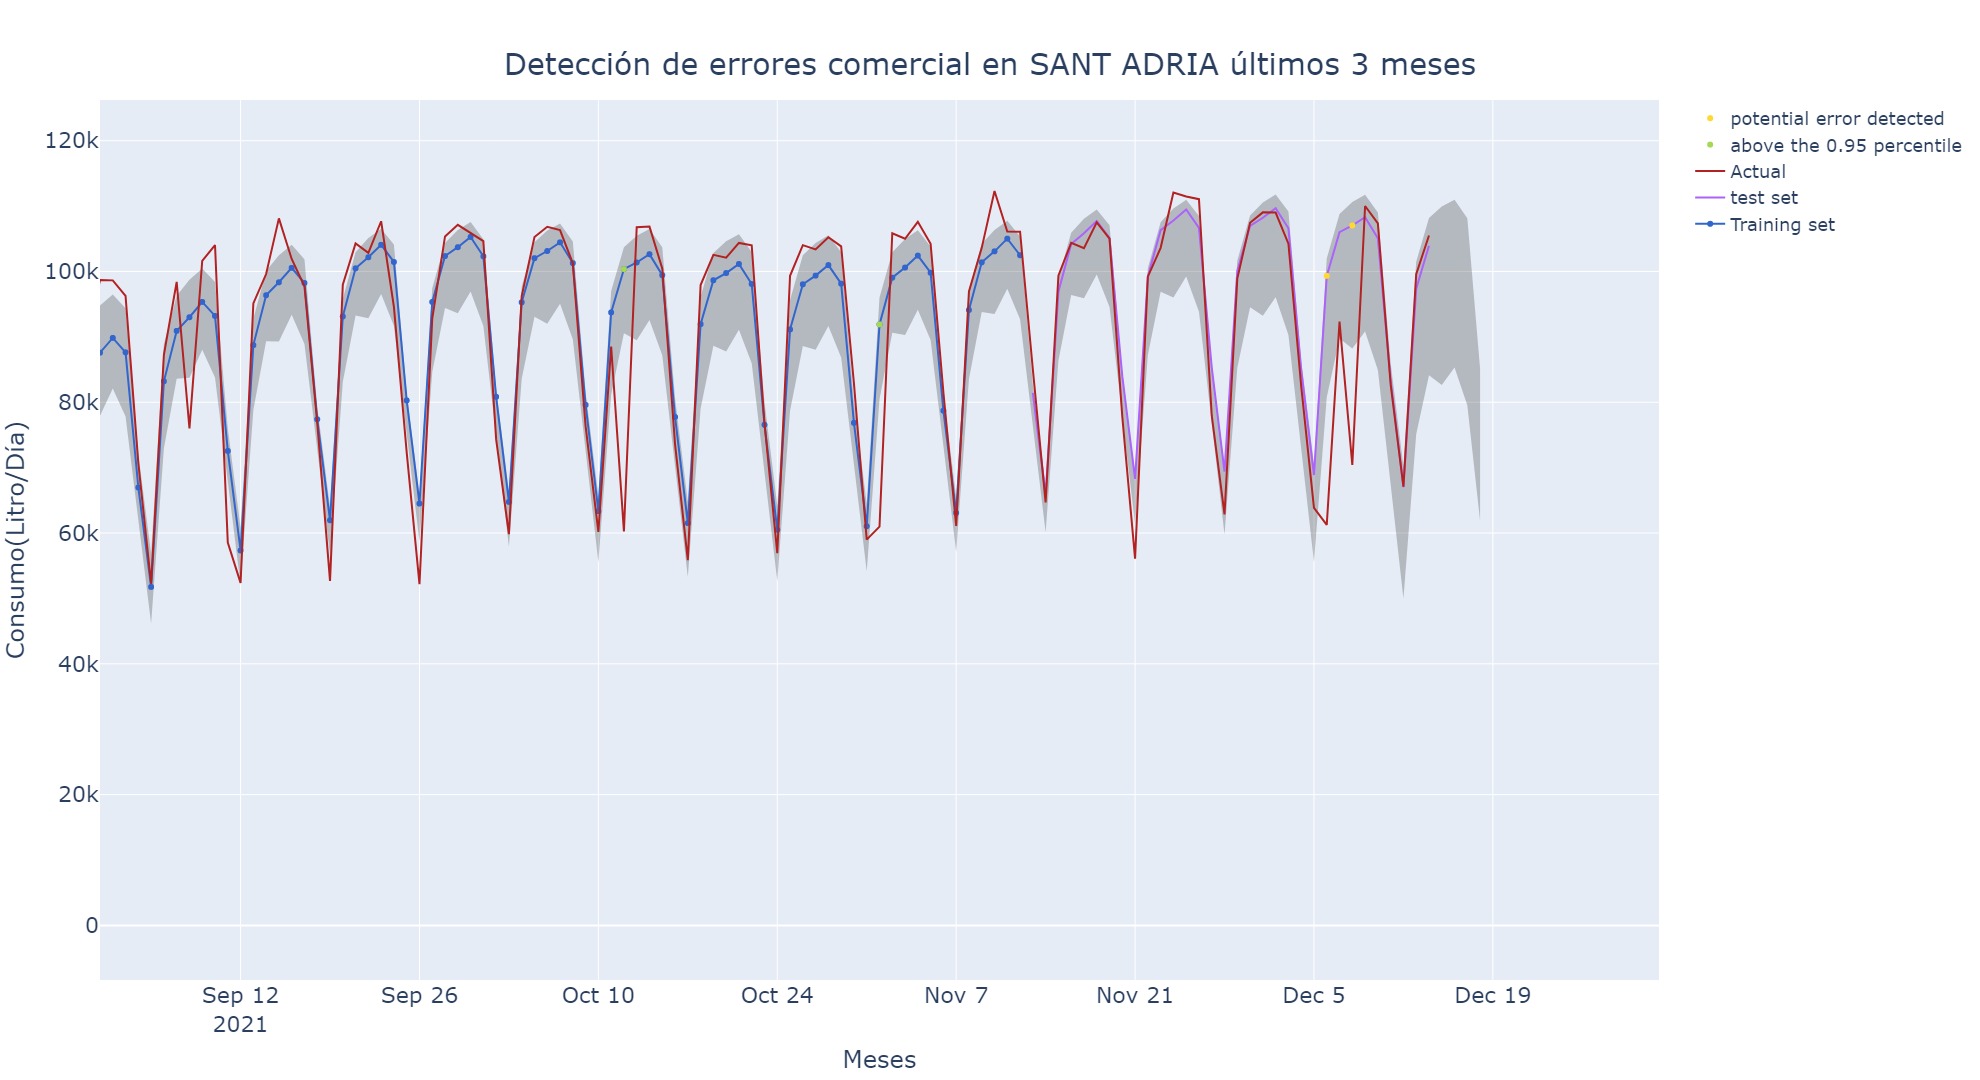 Detección de errores comercial en SANT ADRIA últimos 3 meses
potential error detected
above the 0.95 percentile
Actual
test set
Training set
120k
100k
80k
60k
40k
20k
0
Consumo(Litro/Día)
Sep 12
2021
Sep 26
Oct 10
Oct 24
Nov 7
Nov 21
Dec 5
Dec 19
Meses